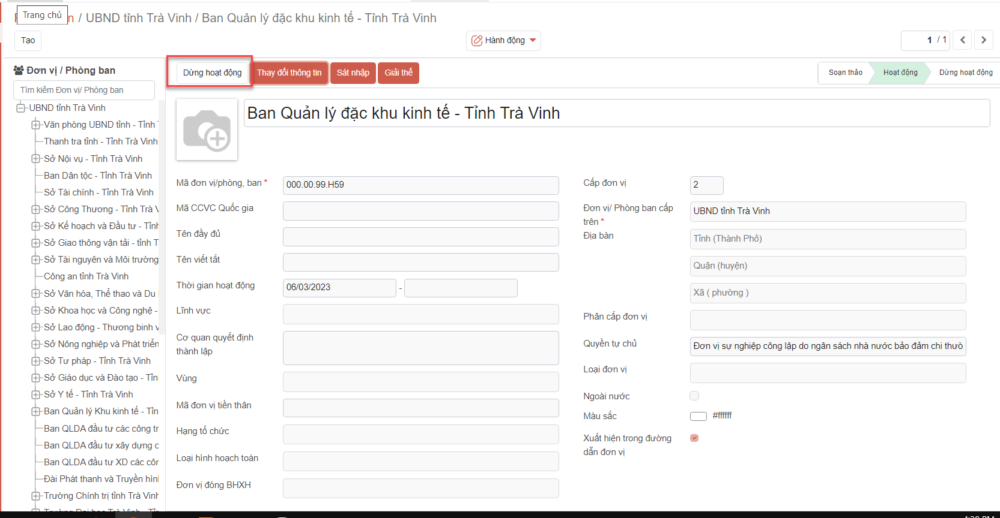 Trang chủ
n / UBND tỉnh Trà Vinh / Ban Quản lý đặc khu kinh tế - Tỉnh Trà Vinh
Tạo
Hành động
1 / 1
Đơn vị / Phòng ban
Tìm kiếm Đơn vị/ Phòng ban
UBND tỉnh Trà Vinh
Văn phòng UBND tỉnh - Tỉnh
Thanh tra tỉnh - Tỉnh Trà Vinh
Sở Nội vụ - Tỉnh Trà Vinh
Ban Dân tộc - Tỉnh Trà Vinh
Sở Tài chính - Tỉnh Trà Vinh
Sở Công Thương - Tỉnh Trà V
Sở Kế hoạch và Đầu tư - Tỉnh
Sở Giao thông vận tải - tỉnh T
Sở Tài nguyên và Môi trường
Công an tỉnh Trà Vinh
Sở Văn hóa, Thể thao và Du
Sở Khoa học và Công nghệ -
Sở Lao động - Thương binh v
Sở Nông nghiệp và Phát triển
Sở Tư pháp - Tỉnh Trà Vinh
Sở Giáo dục và Đào tạo - Tỉn
Sở Y tế - Tỉnh Trà Vinh
Ban Quản lý Khu kinh tế - Tỉn
Ban QLDA đầu tư các công tr
Ban QLDA đầu tư xây dựng c
Ban QLDA đầu tư XD các côn
Đài Phát thanh và Truyền hình
Trường Chính trị tỉnh Trà Vinh
Dừng hoạt động
Thay đổi thông tin
Sát nhập
Giải thể
Soạn thảo
Hoạt động
Dừng hoạt động
Ban Quản lý đặc khu kinh tế - Tỉnh Trà Vinh
Mã đơn vị/phòng, ban *
000.00.99.H59
Mã CCVC Quốc gia
Tên đầy đủ
Tên viết tắt
Thời gian hoạt động
06/03/2023 -
Lĩnh vực
Cơ quan quyết định
thành lập
Vùng
Mã đơn vị tiền thân
Hạng tổ chức
Loại hình hoạch toán
Đơn vị đóng BHXH
Cấp đơn vị
2
Đơn vị/ Phòng ban cấp
trên *
UBND tỉnh Trà Vinh
Địa bàn
Tỉnh (Thành Phố)
Quận (huyện)
Xã ( phường )
Phân cấp đơn vị
Quyền tự chủ
Đơn vị sự nghiệp công lập do ngân sách nhà nước bảo đảm chi thườ
Loại đơn vị
Ngoài nước
Màu sắc
#ffffff
Xuất hiện trong đường
dẫn đơn vị